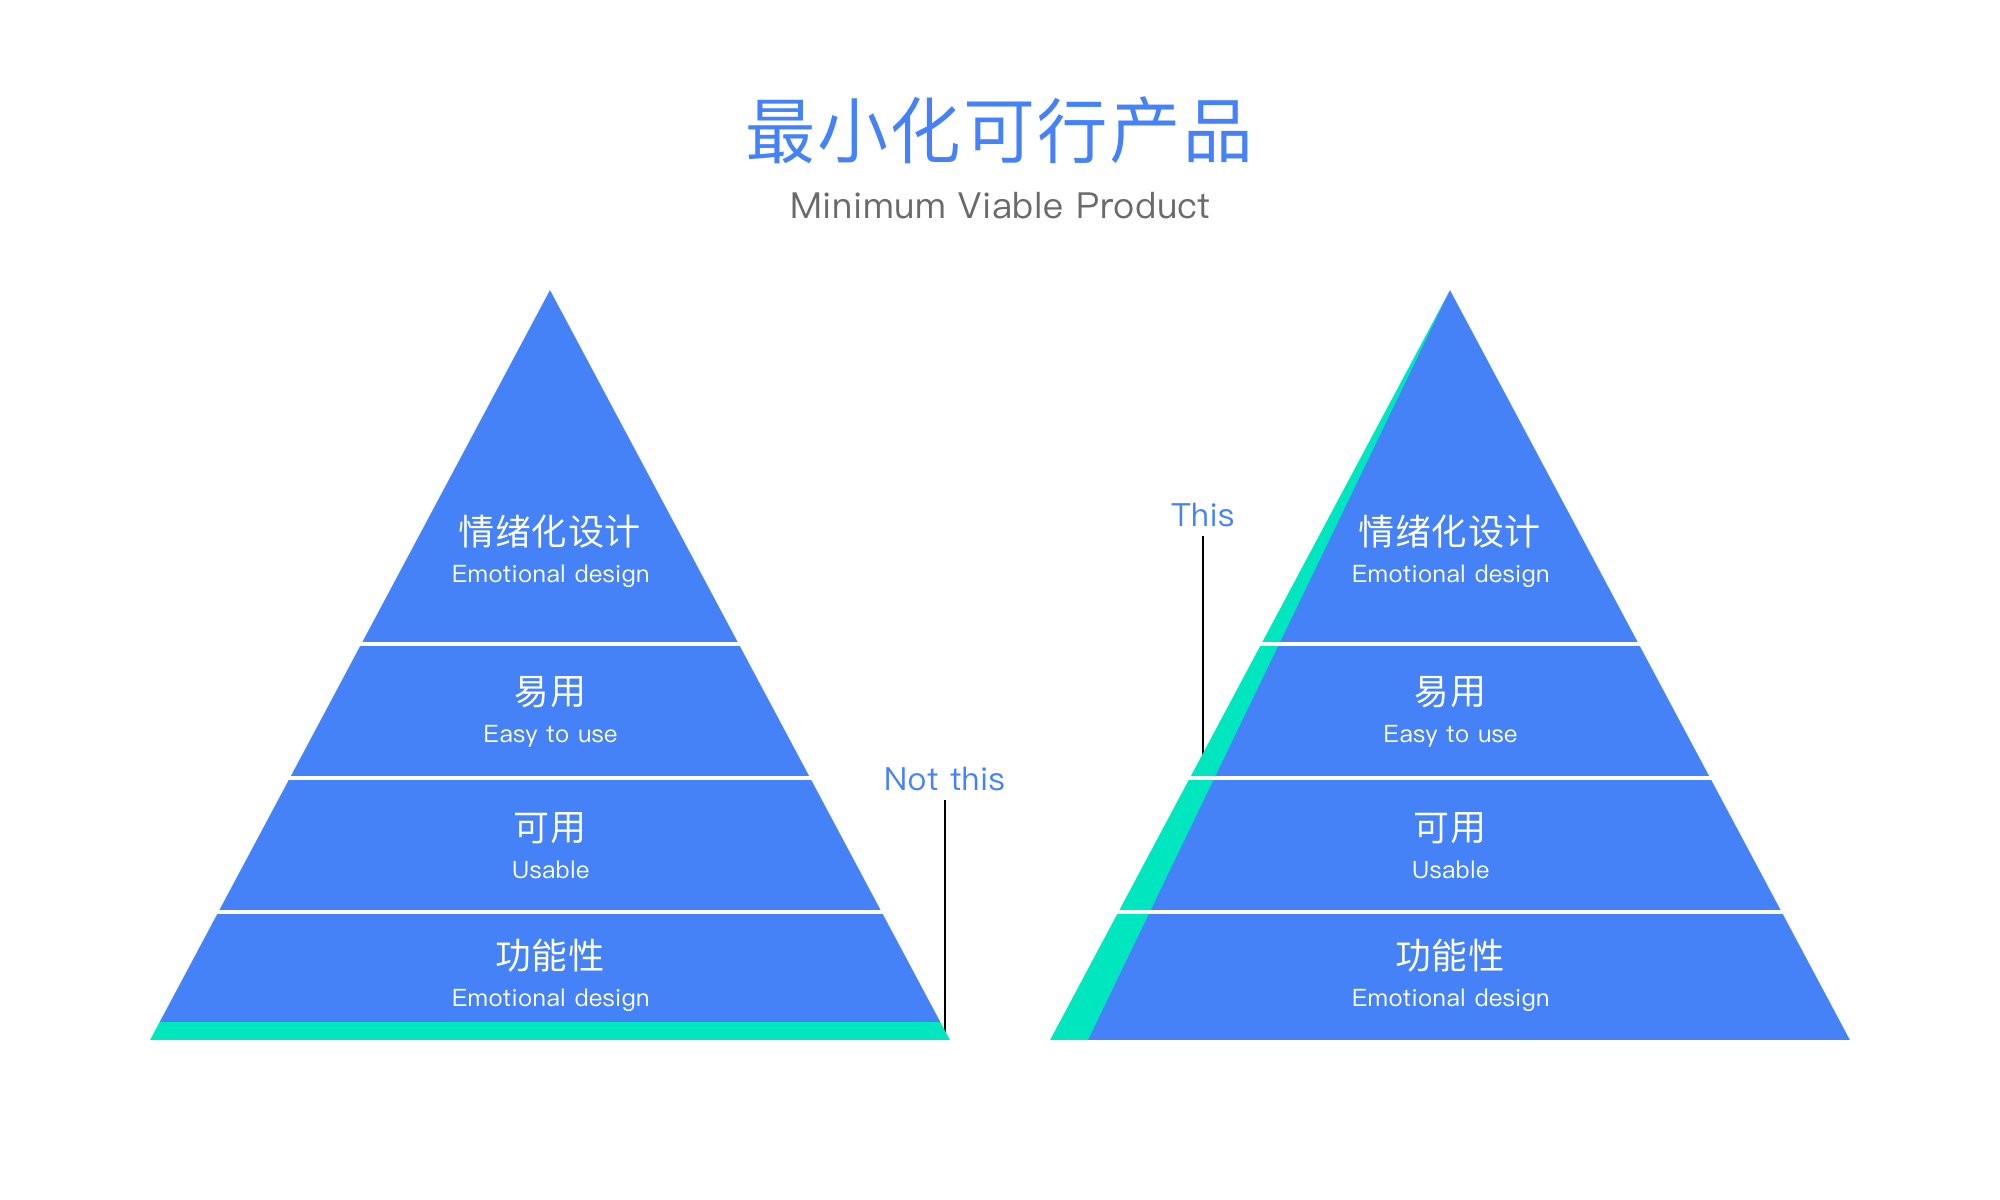 最小化可行产品
Minimum Viable Product
情绪化设计
Emotional design
易用
Easy to use
可用
Usable
功能性
Emotional design
Not this
This
情绪化设计
Emotional design
易用
Easy to use
可用
Usable
功能性
Emotional design